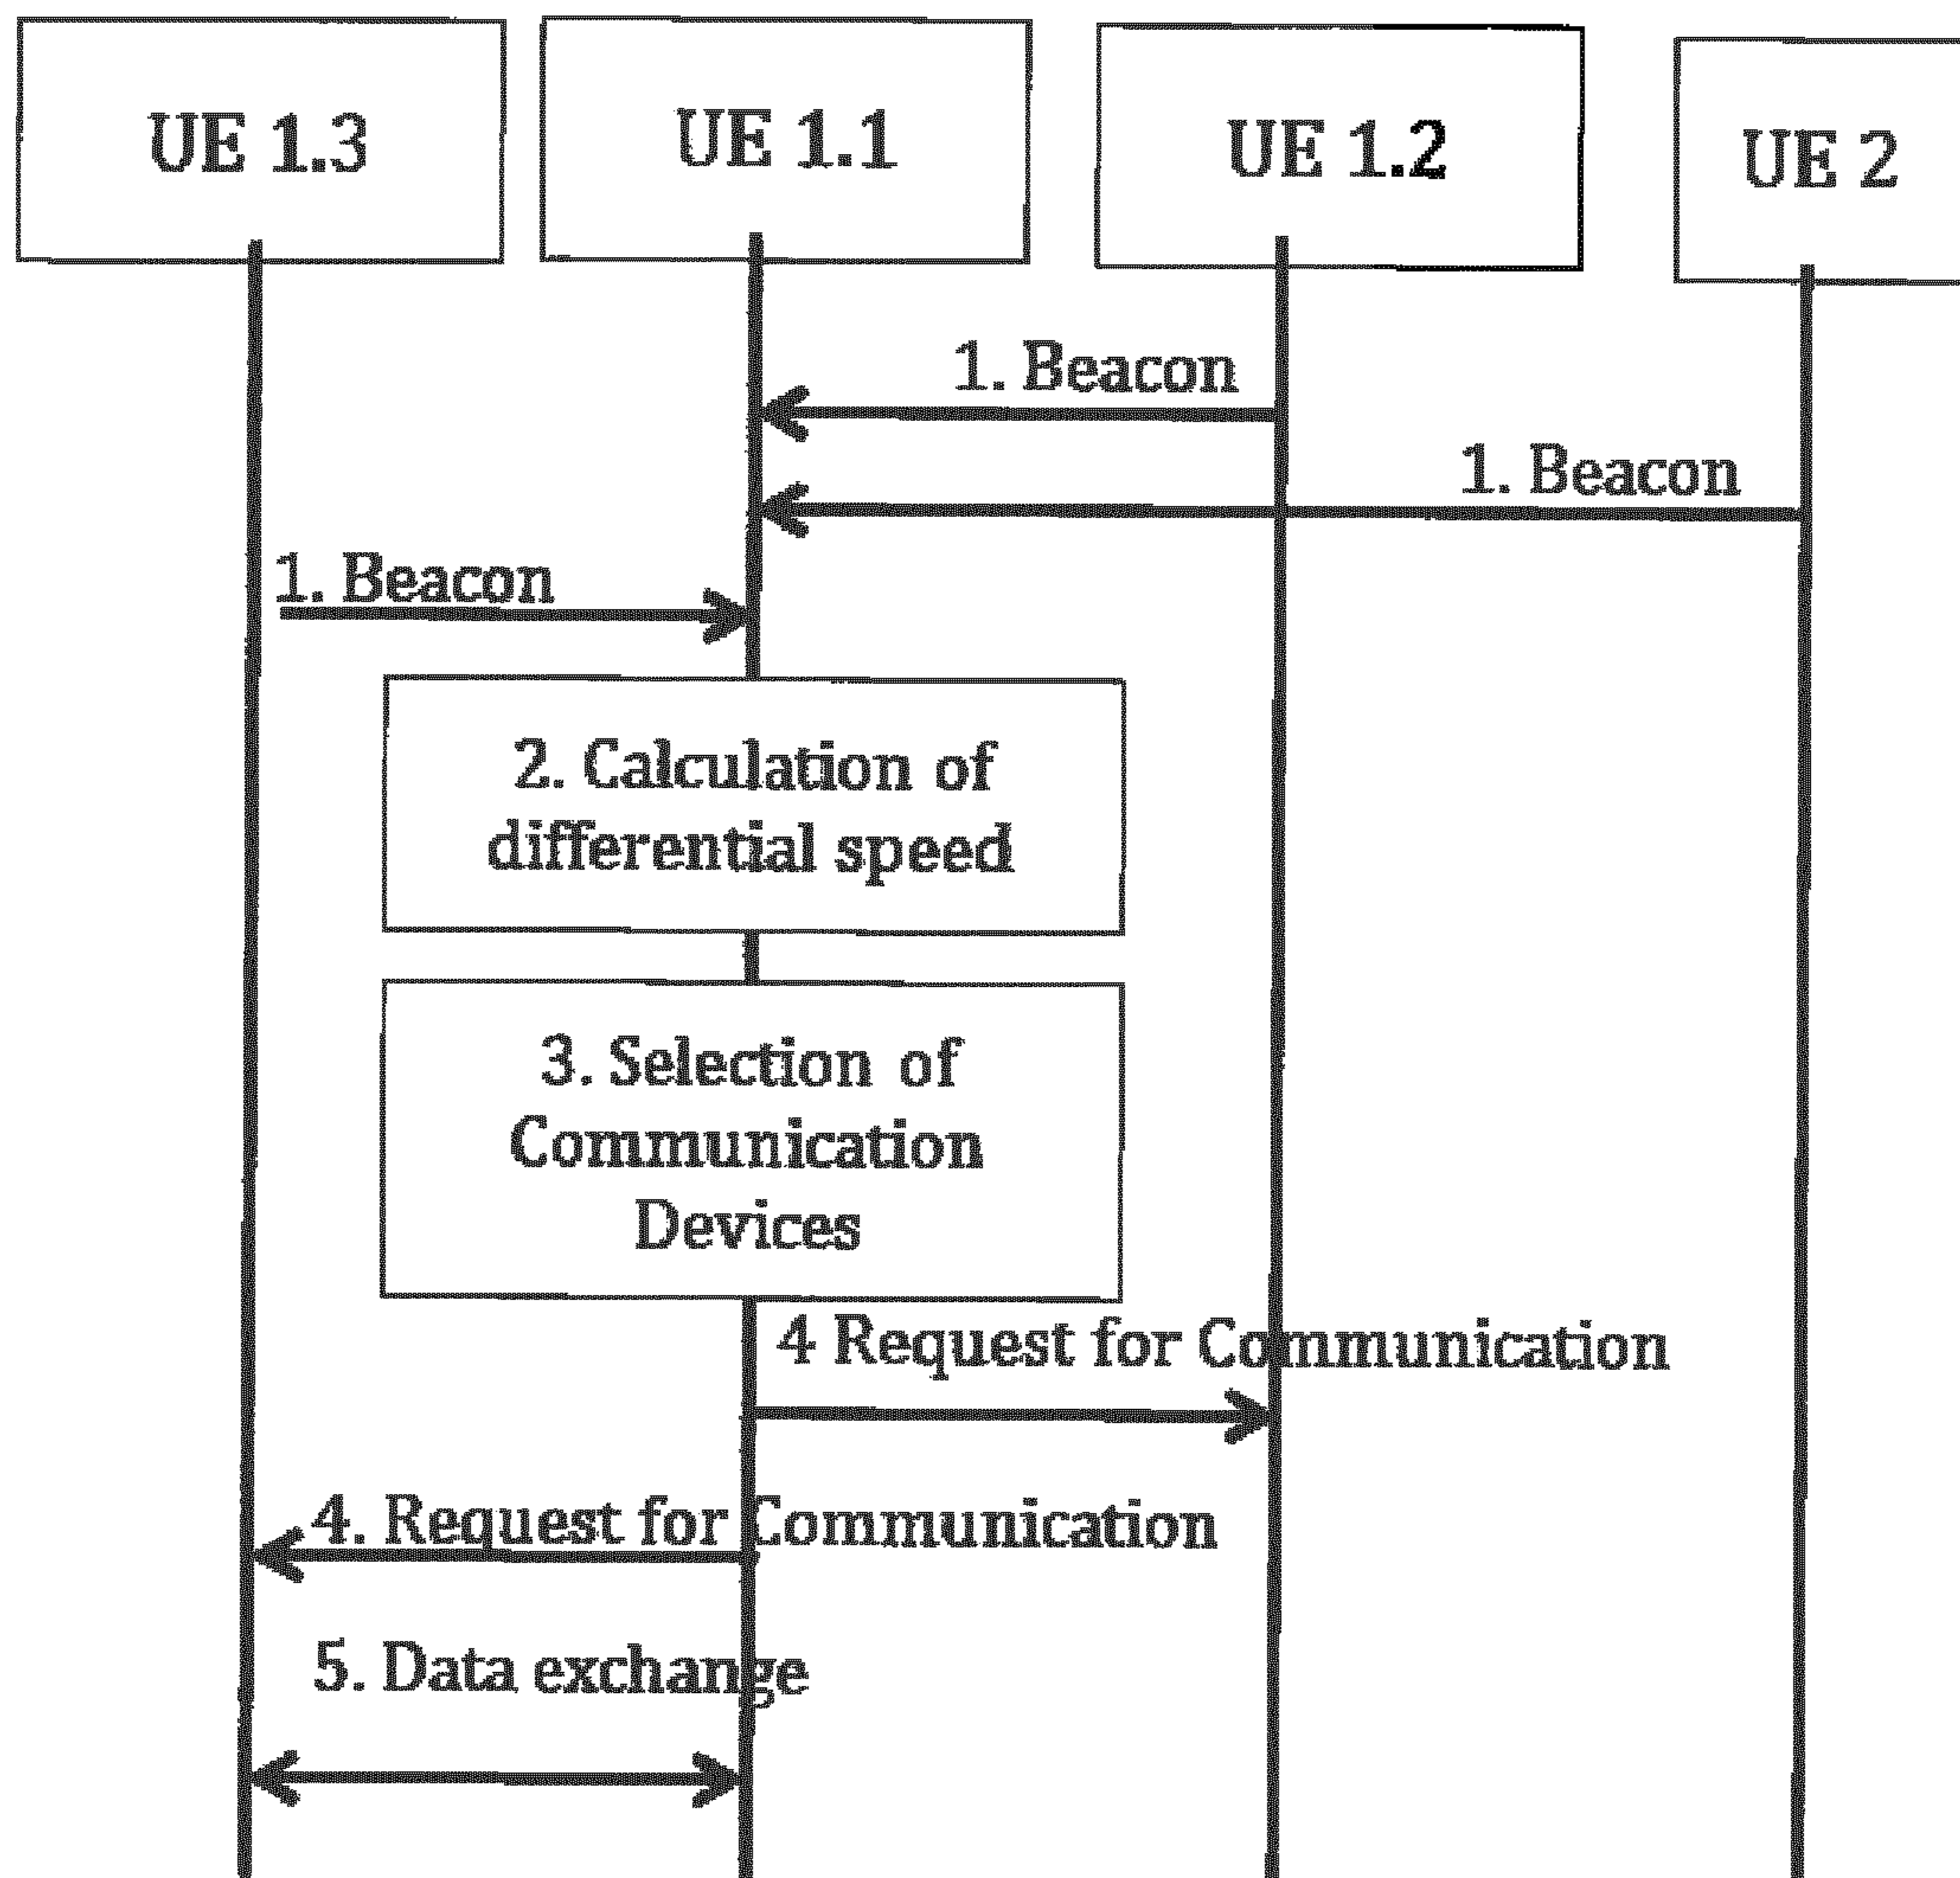 UE 1.3
UE 1.1
UE 1.2
UE 2
1. Beacon
1. Beacon
1. Beacon
2. Calculation of
differential speed
3. Selection of
Communication
Devices
4 Request for Communication
4. Request for Communication
5. Data exchange